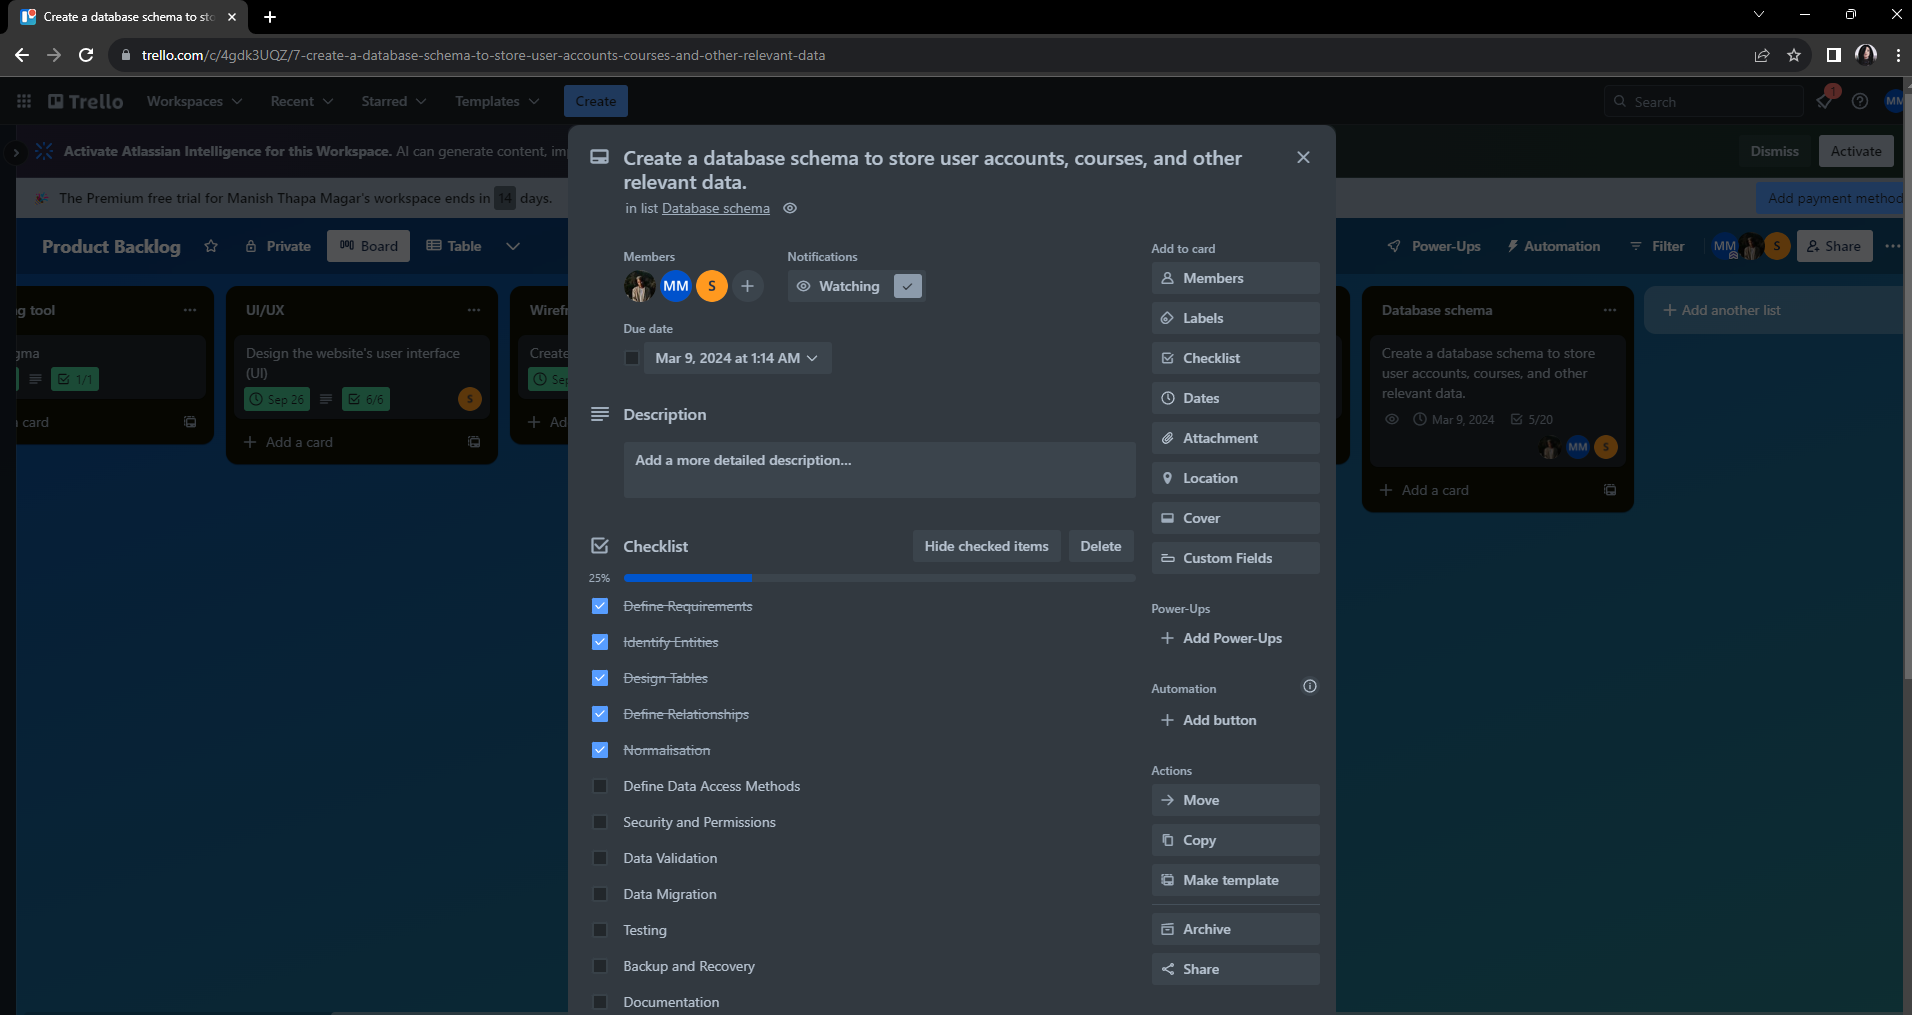 Create a database schema to sto
trello.com/c/4gdk3UQZ/7-create-a-database-schema-to-store-user-accounts-courses-and-other-relevant-data
Trello
Workspaces
Recent
Starred
Templates
Create
Search
1
MM
Activate Atlassian Intelligence for this Workspace. AI can generate content, im
Dismiss
Activate
The Premium free trial for Manish Thapa Magar's workspace ends in 14 days.
Add payment method
Product Backlog
Private
Board
Table
Power-Ups
Automation
Filter
MM
S
Share
g tool
gma
1/1
card
UI/UX
Design the website's user interface
(UI)
Sep 26
6/6
S
Add a card
Wirefr
Create
Sep
Ad
Create a database schema to store user accounts, courses, and other
relevant data.
in list Database schema
Members
MM
S
Notifications
Watching
Due date
Mar 9, 2024 at 1:14 AM
Description
Add a more detailed description...
Checklist
Hide checked items
Delete
25%
Define Requirements
Identify Entities
Design Tables
Define Relationships
Normalisation
Define Data Access Methods
Security and Permissions
Data Validation
Data Migration
Testing
Backup and Recovery
Documentation
Add to card
Members
Labels
Checklist
Dates
Attachment
Location
Cover
Custom Fields
Power-Ups
Add Power-Ups
Automation
Add button
Actions
Move
Copy
Make template
Archive
Share
Database schema
Create a database schema to store
user accounts, courses, and other
relevant data.
Mar 9, 2024
5/20
MM
S
Add a card
Add another list